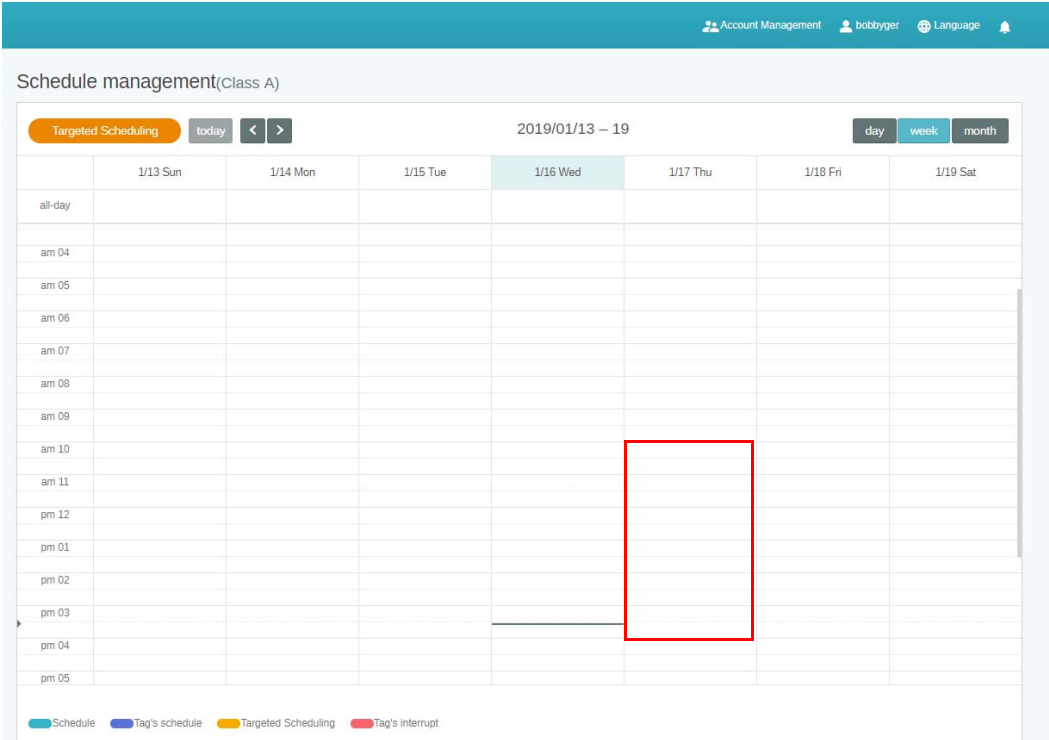 Account Management bobbyger Language
Schedule management(Class A)
Targeted Scheduling today 2019/01/13 – 19 day week month
1/13 Sun 1/14 Mon 1/15 Tue 1/16 Wed 1/17 Thu 1/18 Fri 1/19 Sat
all-day
am 04
am 05
am 06
am 07
am 08
am 09
am 10
am 11
pm 12
pm 01
pm 02
pm 03
pm 04
pm 05
Schedule Tag's schedule Targeted Scheduling Tag's interrupt